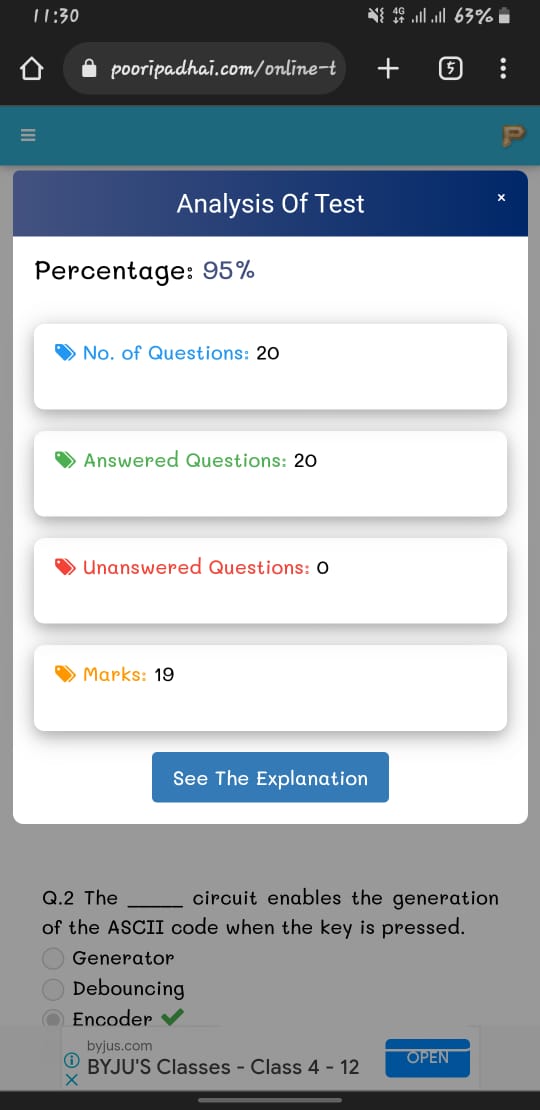 11:30
4G
63%
pooripadhai.com/online-t
5
P
Analysis Of Test
×
Percentage: 95%
No. of Questions: 20
Answered Questions: 20
Unanswered Questions: 0
Marks: 19
See The Explanation
Q.2 The _____ circuit enables the generation
of the ASCII code when the key is pressed.
Generator
Debouncing
Encoder
byjus.com
BYJU'S Classes - Class 4 - 12
OPEN